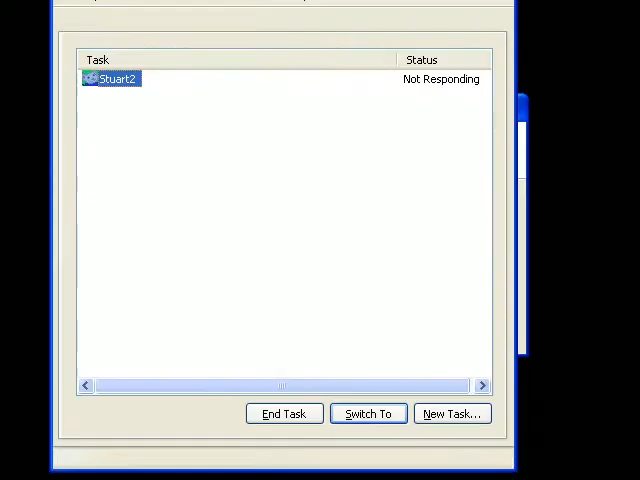 Task Status
Stuart2 Not Responding
End Task Switch To New Task...